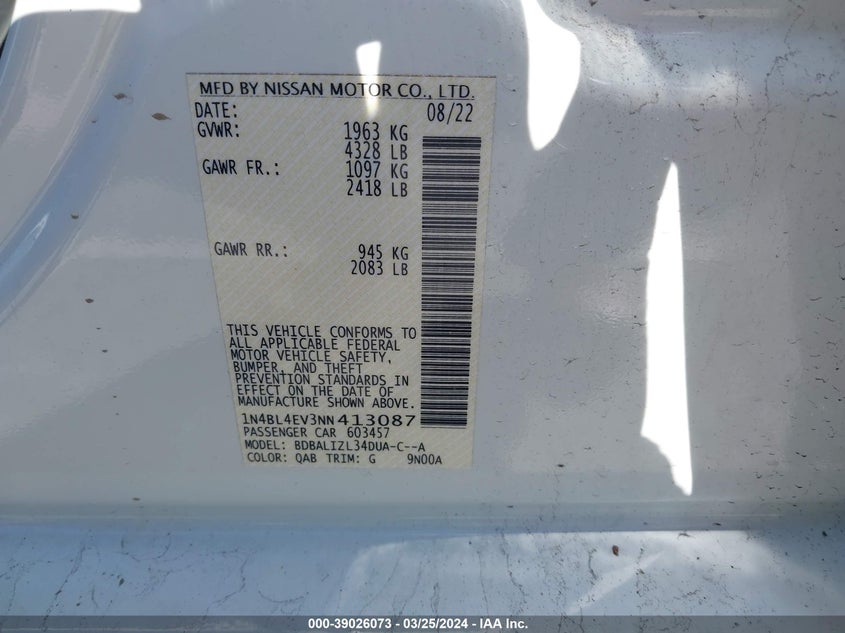 MFD BY NISSAN MOTOR CO., LTD.
DATE: 08/22
GVWR: 1963 KG
4328 LB
GAWR FR.: 1097 KG
2418 LB
GAWR RR.: 945 KG
2083 LB
THIS VEHICLE CONFORMS TO
ALL APPLICABLE FEDERAL
MOTOR VEHICLE SAFETY,
BUMPER, AND THEFT
PREVENTION STANDARDS IN
EFFECT ON THE DATE OF
MANUFACTURE SHOWN ABOVE.
1N4BL4EV3NN413087
PASSENGER CAR 603457
MODEL: BDBALIZL34DUA-C--A
COLOR: QAB TRIM: G 9N00A
000-39026073 - 03/25/2024 - IAA Inc.